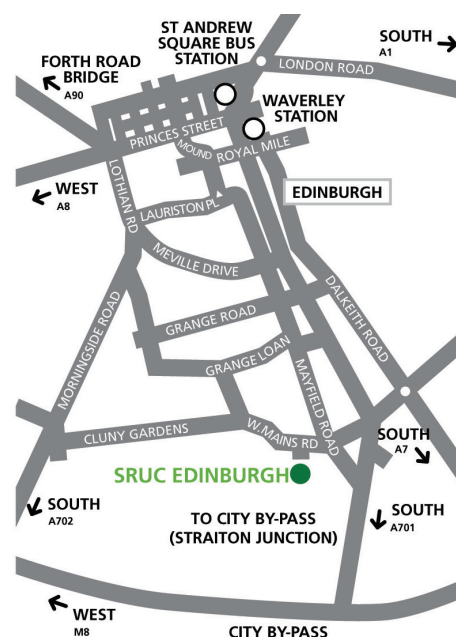 ST ANDREW
SQUARE BUS
STATION
SOUTH
A1
FORTH ROAD
BRIDGE
A90
LONDON ROAD
WAVERLEY
STATION
PRINCES STREET
MOUND
ROYAL MILE
WEST
A8
LOTHIAN RD
EDINBURGH
LAURISTON PL
MEVILLE DRIVE
DALKEITH ROAD
MORNINGSIDE ROAD
GRANGE ROAD
GRANGE LOAN
MAYFIELD ROAD
CLUNY GARDENS
W.MAINS RD
SOUTH
A7
SRUC EDINBURGH
SOUTH
A702
TO CITY BY-PASS
(STRAITON JUNCTION)
SOUTH
A701
WEST
M8
CITY BY-PASS